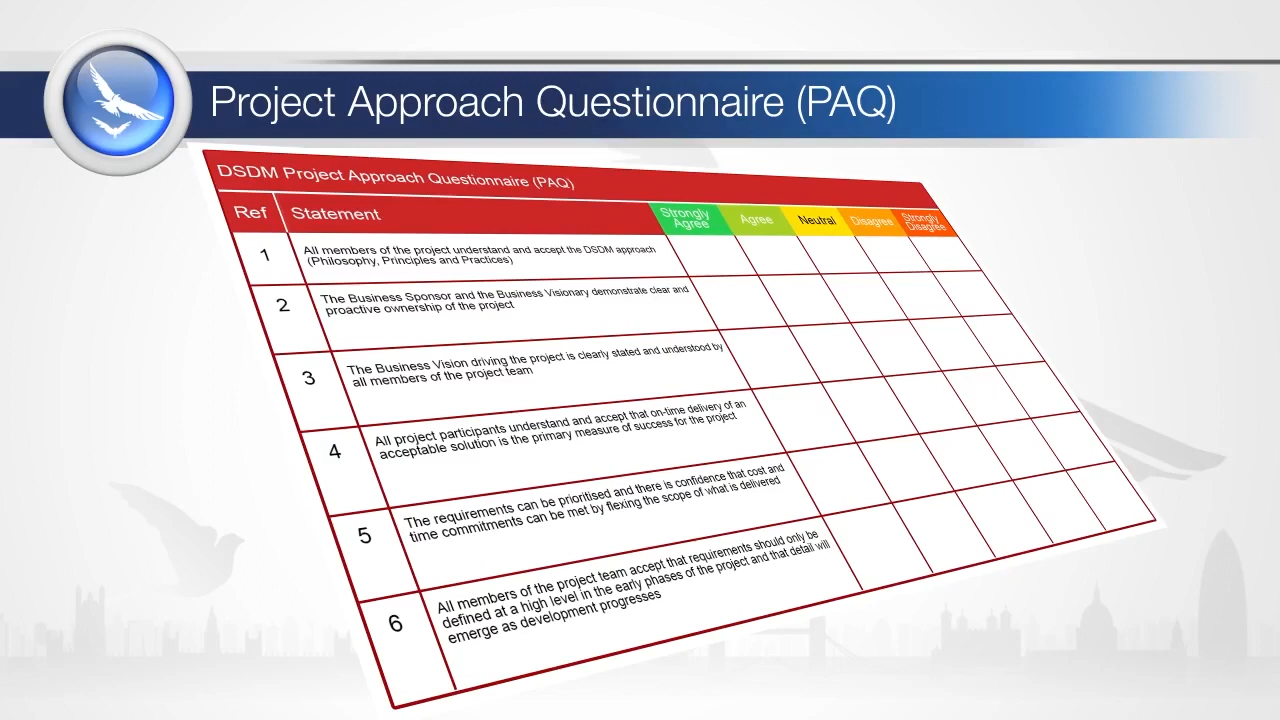 Project Approach Questionnaire (PAQ)
DSDM Project Approach Questionnaire (PAQ)
Ref Statement Strongly Agree Agree Neutral Disagree Strongly Disagree
1 All members of the project understand and accept the DSDM approach
(Philosophy, Principles and Practices)
2 The Business Sponsor and the Business Visionary demonstrate clear and
proactive ownership of the project
3 The Business Vision driving the project is clearly stated and understood by
all members of the project team
4 All project participants understand and accept that on-time delivery of an
acceptable solution is the primary measure of success for the project
5 The requirements can be prioritised and there is confidence that cost and
time commitments can be met by flexing the scope of what is delivered
6 All members of the project team accept that requirements should only be
defined at a high level in the early phases of the project and that detail will
emerge as development progresses